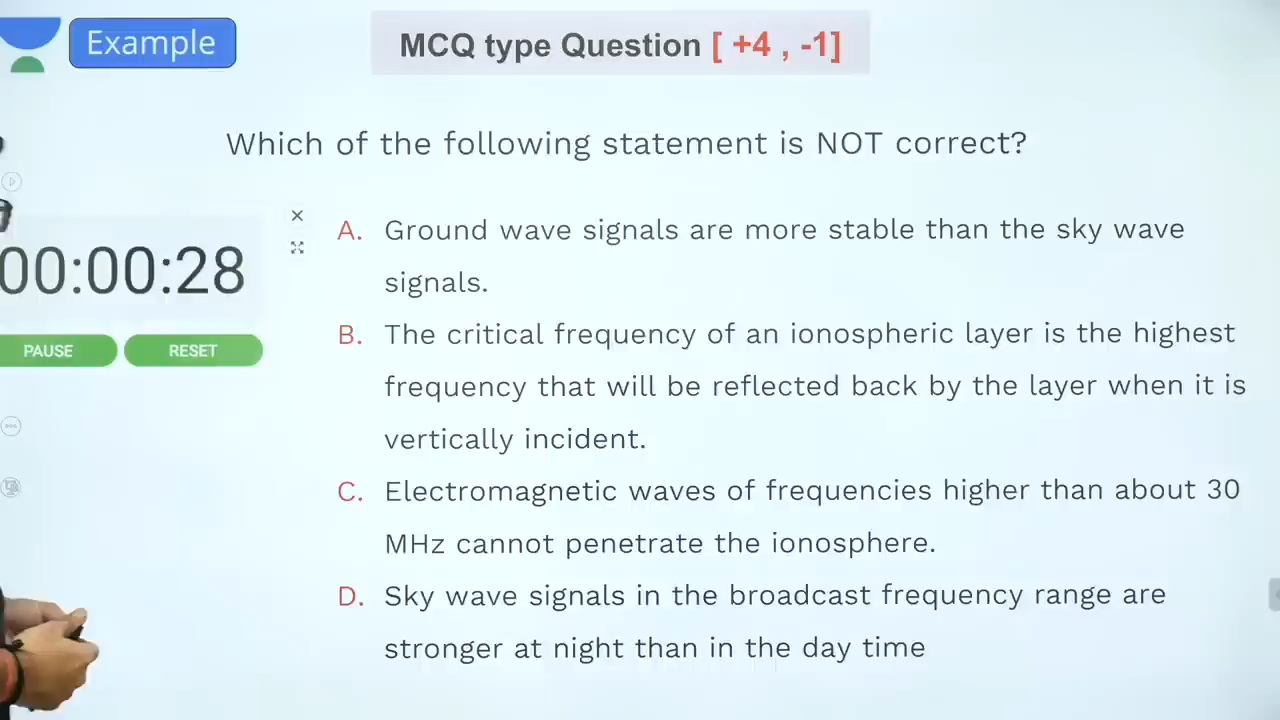 Example
MCQ type Question [ +4 , -1]
Which of the following statement is NOT correct?
A. Ground wave signals are more stable than the sky wave
signals.
00:00:28
B. The critical frequency of an ionospheric layer is the highest
frequency that will be reflected back by the layer when it is
vertically incident.
PAUSE RESET
C. Electromagnetic waves of frequencies higher than about 30
MHz cannot penetrate the ionosphere.
D. Sky wave signals in the broadcast frequency range are
stronger at night than in the day time